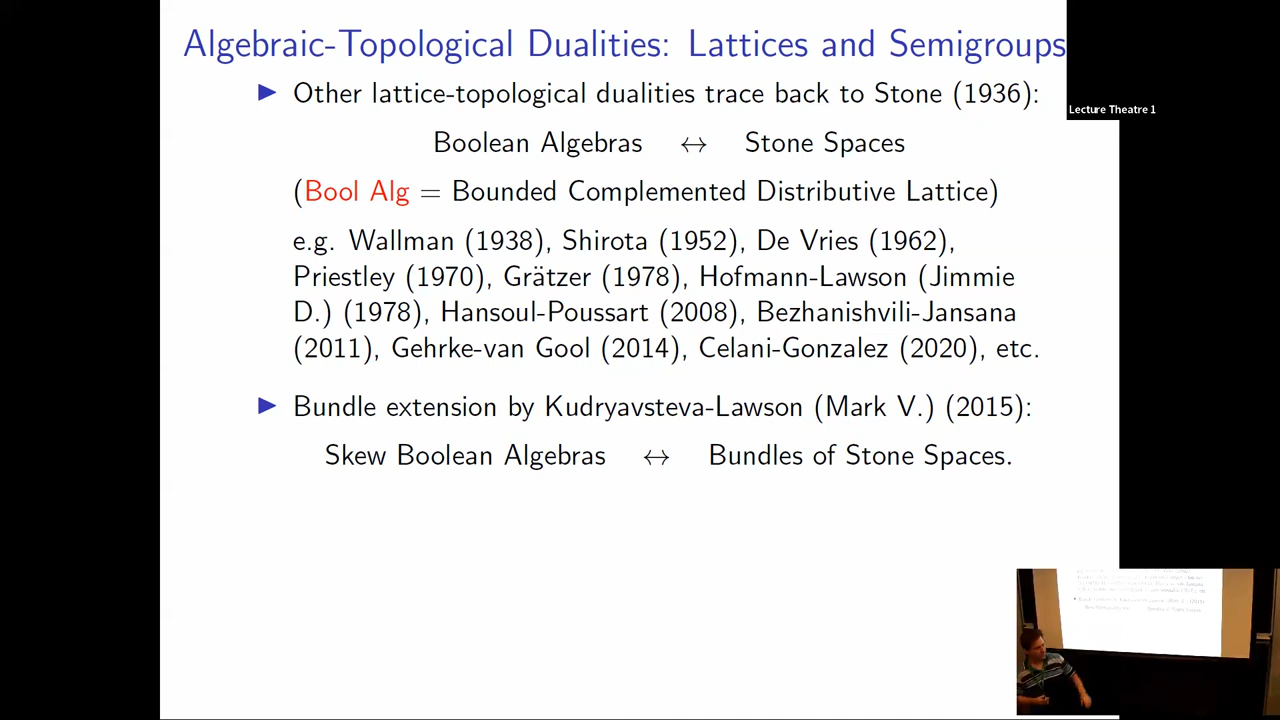 Algebraic-Topological Dualities: Lattices and Semigroups
▶ Other lattice-topological dualities trace back to Stone (1936):
Lecture Theatre 1
Boolean Algebras ↔ Stone Spaces
(Bool Alg = Bounded Complemented Distributive Lattice)
e.g. Wallman (1938), Shirota (1952), De Vries (1962),
Priestley (1970), Grätzer (1978), Hofmann-Lawson (Jimmie
D.) (1978), Hansoul-Poussart (2008), Bezhanishvili-Jansana
(2011), Gehrke-van Gool (2014), Celani-Gonzalez (2020), etc.
▶ Bundle extension by Kudryavsteva-Lawson (Mark V.) (2015):
Skew Boolean Algebras ↔ Bundles of Stone Spaces.